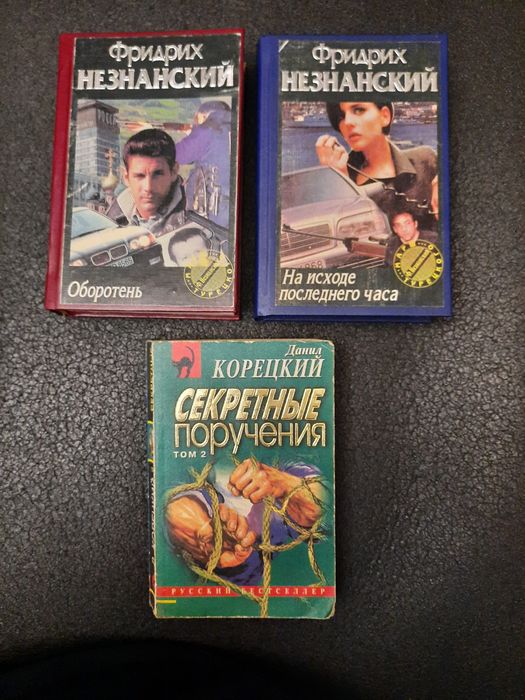 Фридрих
НЕЗНАНСКИЙ
Оборотень
Фридрих
НЕЗНАНСКИЙ
На исходе
последнего часа
Данил
КОРЕЦКИЙ
СЕКРЕТНЫЕ
поручения
ТОМ 2
РУССКИЙ БЕСТСЕЛЛЕР